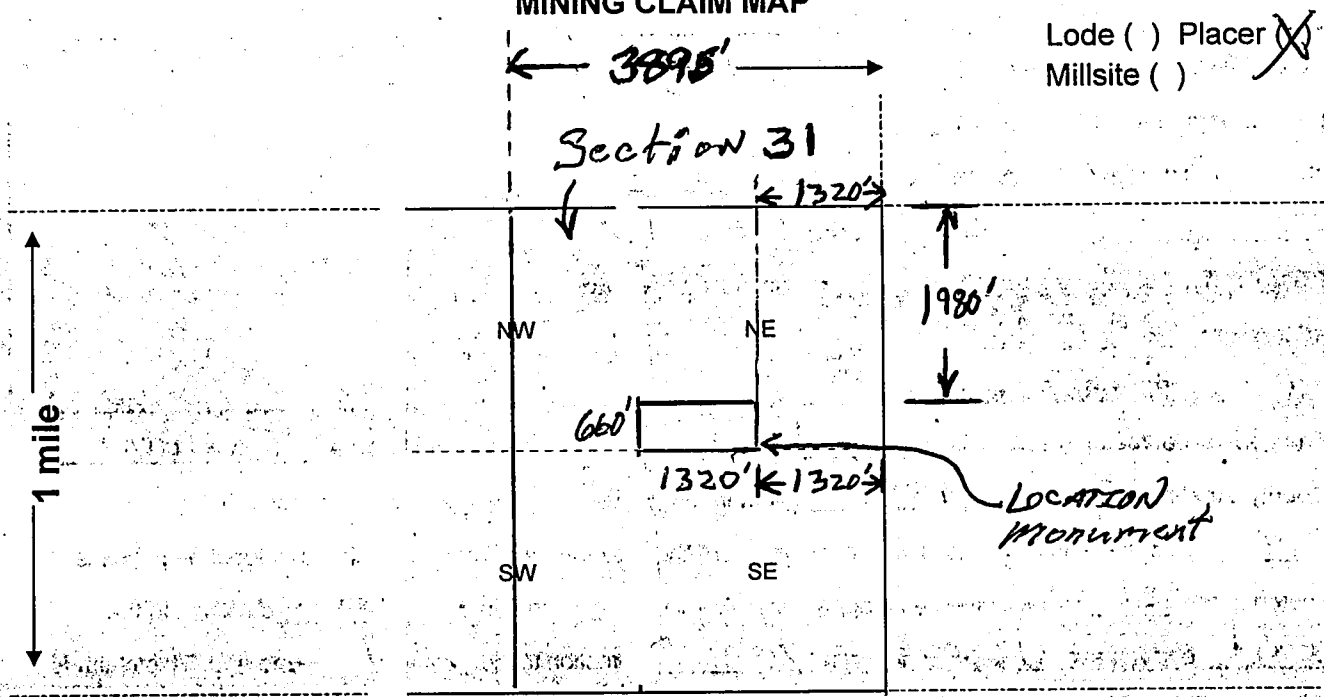 MINING CLAIM MAP
Lode ( ) Placer (X)
Millsite ( )
3895'
Section 31
1320'
1980'
NW
NE
1 mile
660'
1320'
1320'
LOCATION
Monument
SW
SE